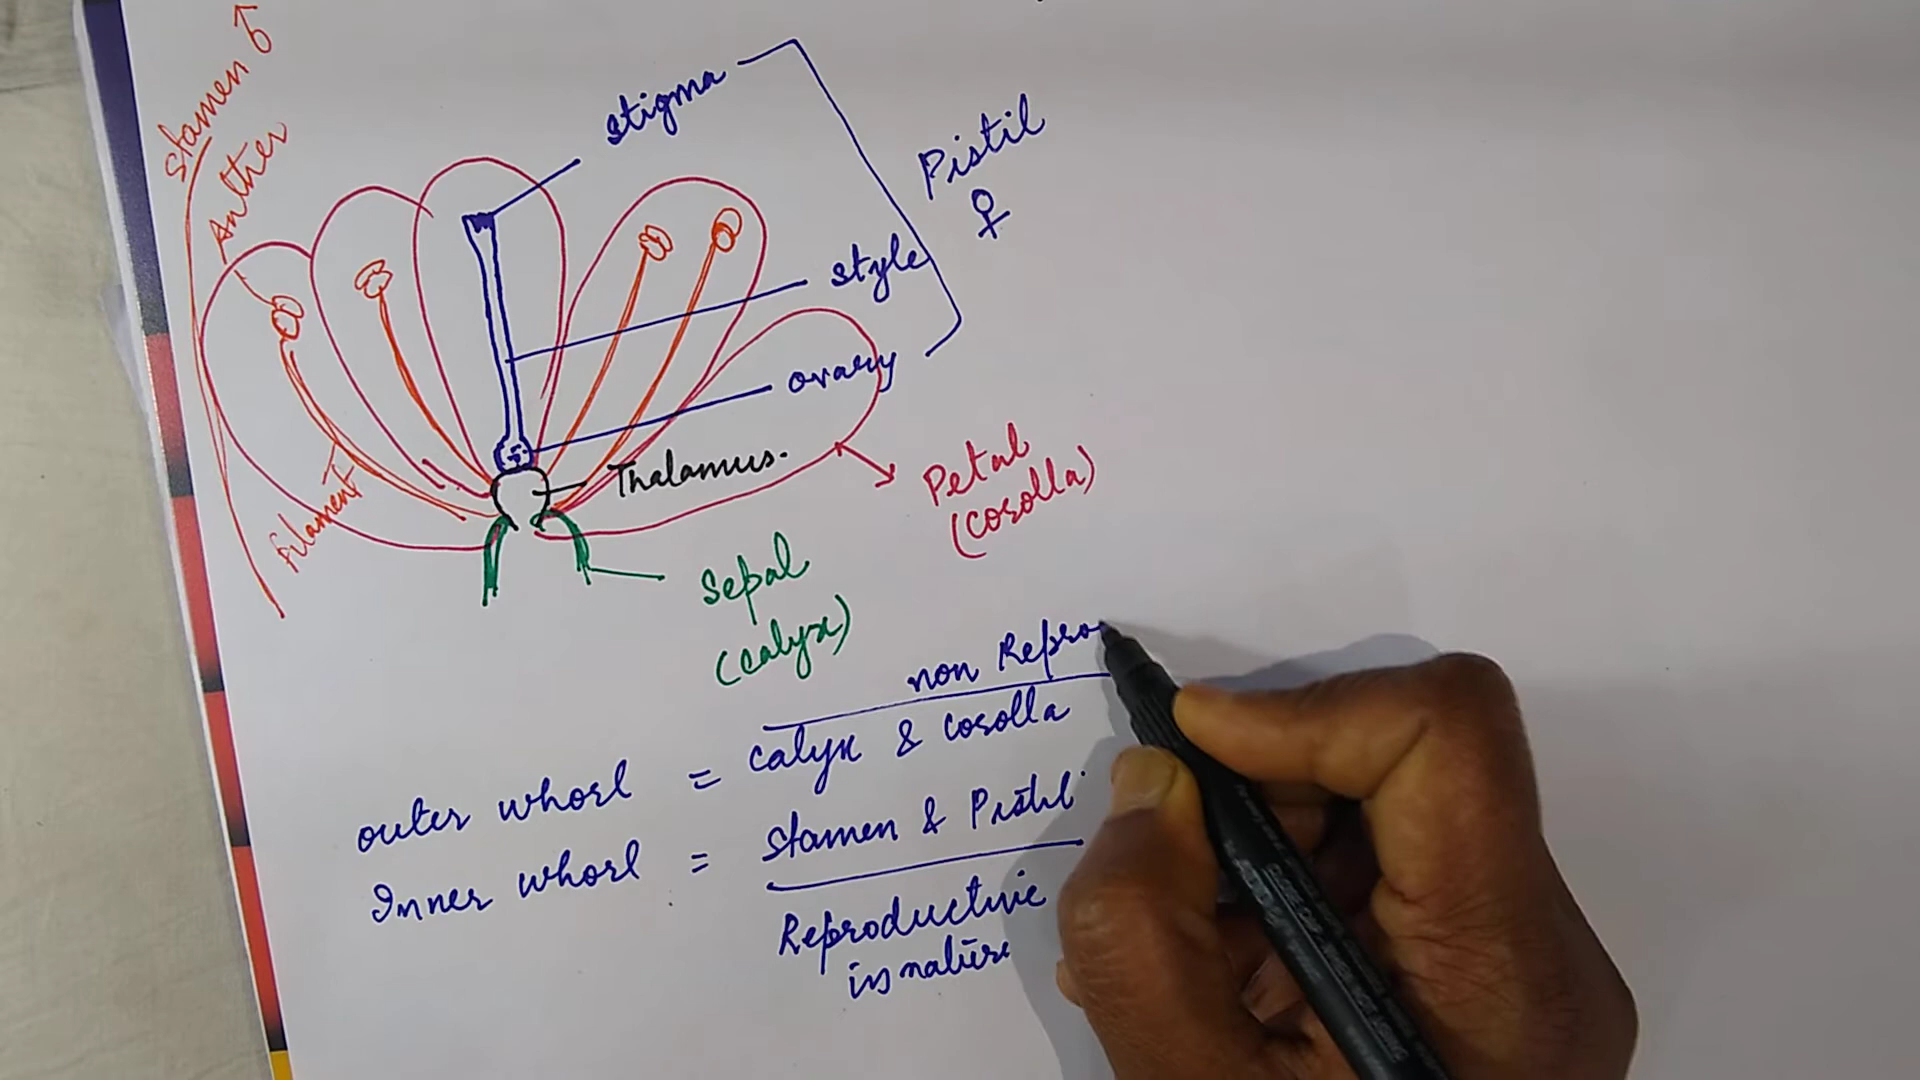 Stamen ♂
Anther
Filament
Stigma
Style
ovary
Pistil
♀
Thalamus.
Petal
(corolla)
Sepal
(calyx)
non Repro
outer whorl = calyx & corolla
Inner whorl = stamen & Pistil
Reproductive
in nature